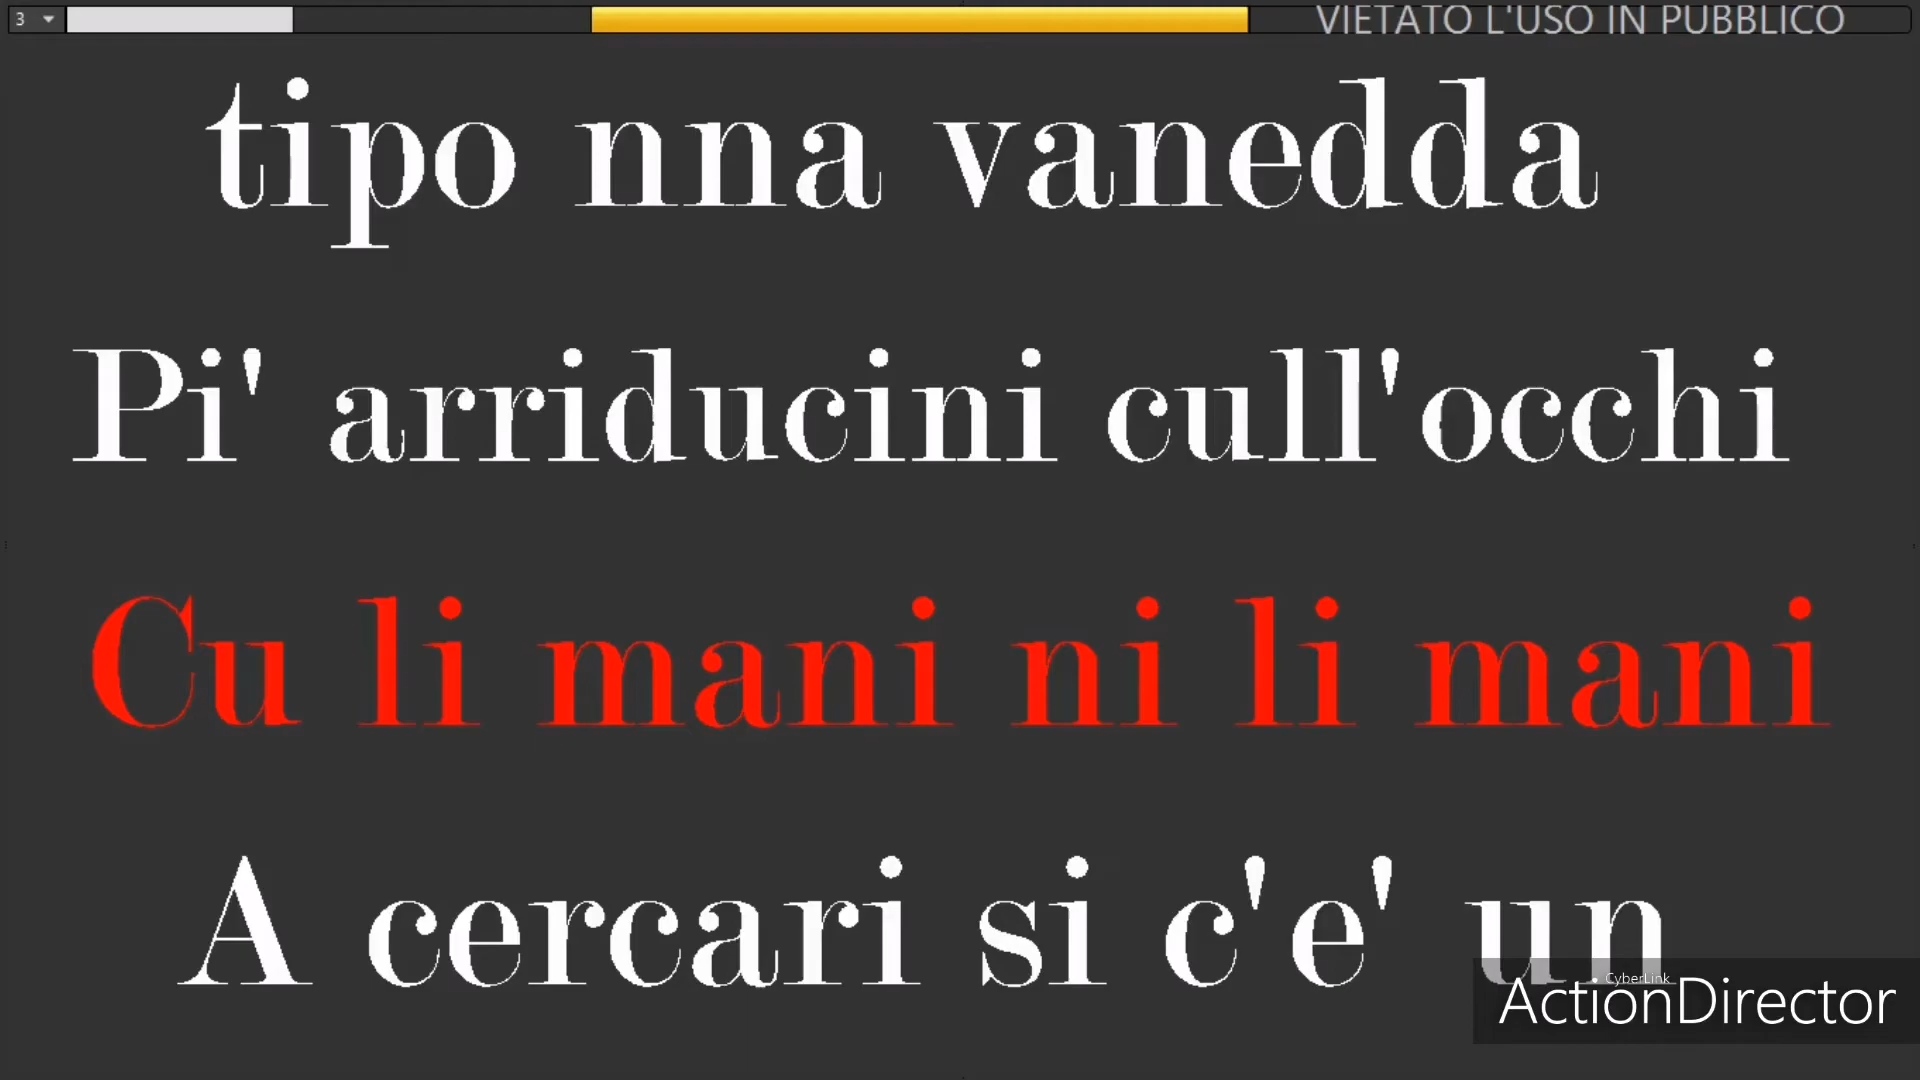 3
VIETATO L'USO IN PUBBLICO
tipo nna vanedda
Pi' arriducini cull'occhi
Cu li mani ni li mani
A cercari si c'e' un
CyberLink
ActionDirector